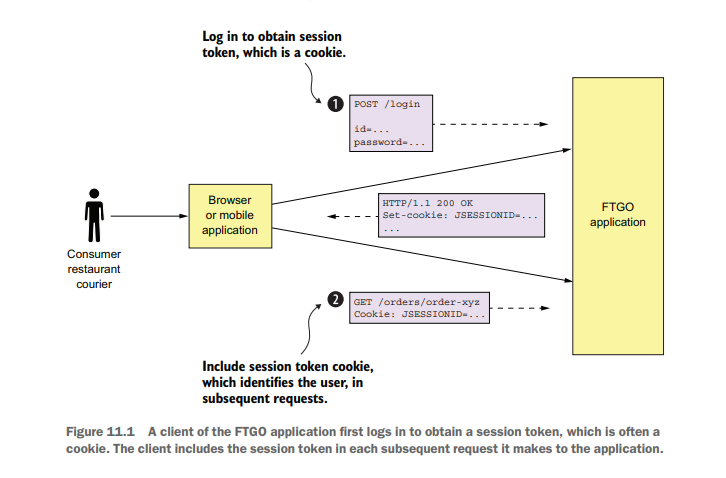 Log in to obtain session
token, which is a cookie.
1
POST /login
id=...
password=...
Browser
or mobile
application
HTTP/1.1 200 OK
Set-cookie: JSESSIONID=...
...
FTGO
application
Consumer
restaurant
courier
2
GET /orders/order-xyz
Cookie: JSESSIONID=...
Include session token cookie,
which identifies the user, in
subsequent requests.
Figure 11.1 A client of the FTGO application first logs in to obtain a session token, which is often a
cookie. The client includes the session token in each subsequent request it makes to the application.